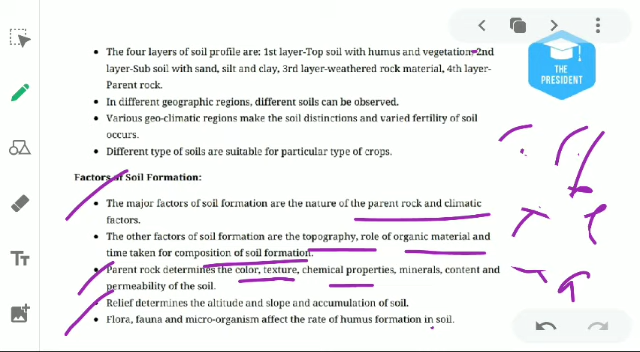 • The four layers of soil profile are: 1st layer-Top soil with humus and vegetation, 2nd
layer-Sub soil with sand, silt and clay, 3rd layer-weathered rock material, 4th layer-
Parent rock.
• In different geographic regions, different soils can be observed.
• Various geo-climatic regions make the soil distinctions and varied fertility of soil
occurs.
• Different type of soils are suitable for particular type of crops.
Factors of Soil Formation:
• The major factors of soil formation are the nature of the parent rock and climatic
factors.
• The other factors of soil formation are the topography, role of organic material and
time taken for composition of soil formation.
• Parent rock determines the color, texture, chemical properties, minerals, content and
permeability of the soil.
• Relief determines the altitude and slope and accumulation of soil.
• Flora, fauna and micro-organism affect the rate of humus formation in soil.
THE
PRESIDENT
Tт